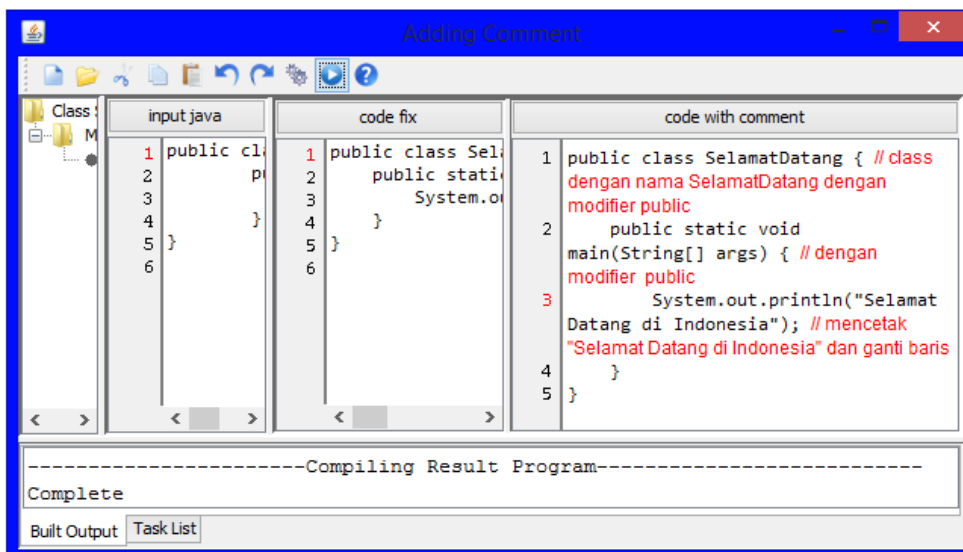 Adding Comment
Class
M
input java
code fix
code with comment
1 public cl
2
3
4 }
5 }
6
1 public class Sel
2 public stati
3 System.o
4 }
5 }
6
1 public class SelamatDatang { // class
dengan nama SelamatDatang dengan
modifier public
2 public static void
main(String[] args) { // dengan
modifier public
3 System.out.println("Selamat
Datang di Indonesia"); // mencetak
"Selamat Datang di Indonesia" dan ganti baris
4 }
5 }
------------------------Compiling Result Program----------------------------
Complete
Built Output
Task List